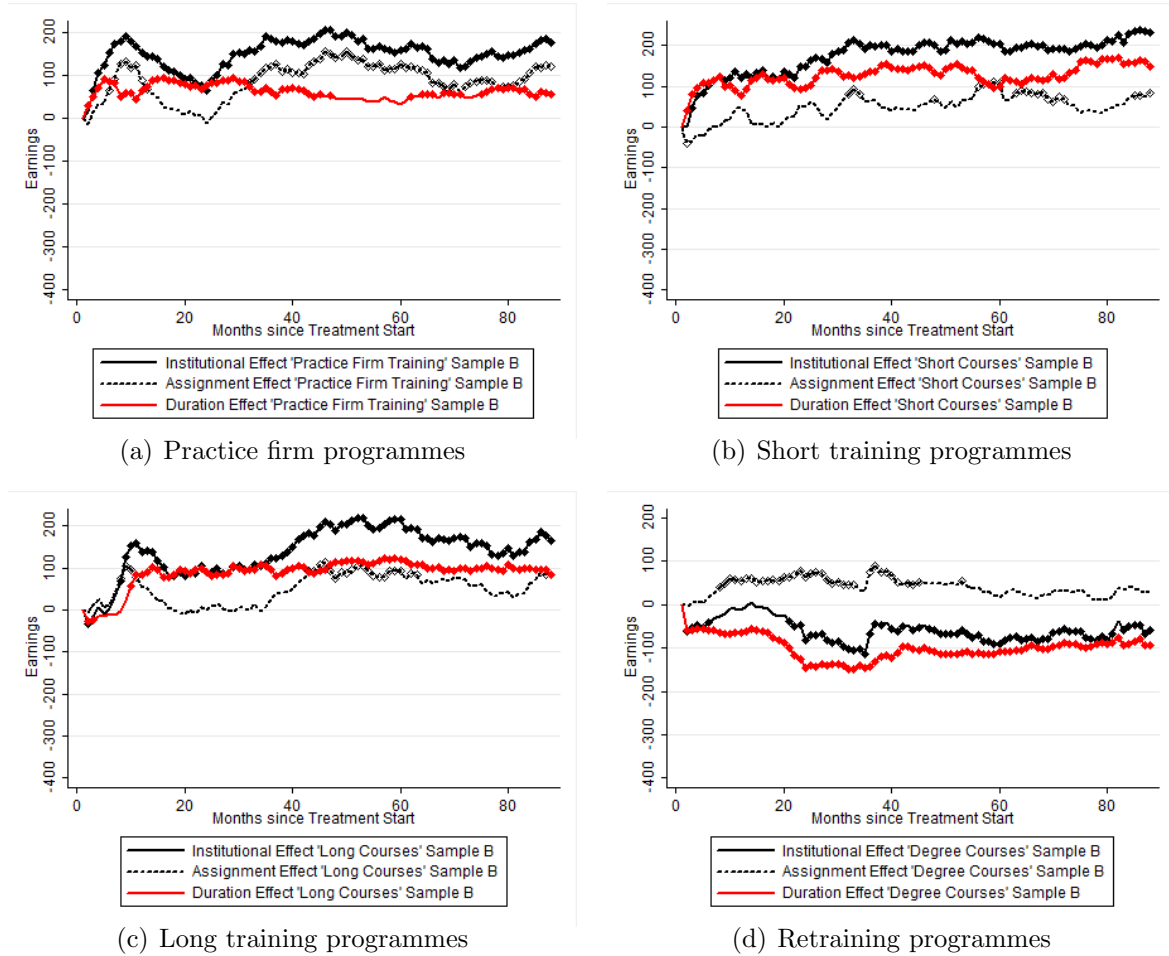 Earnings
-400 -300 -200 -100 0 100 200
0 20 40 60 80
Months since Treatment Start
Institutional Effect 'Practice Firm Training' Sample B
Assignment Effect 'Practice Firm Training' Sample B
Duration Effect 'Practice Firm Training' Sample B
(a) Practice firm programmes
Earnings
-400 -300 -200 -100 0 100 200
0 20 40 60 80
Months since Treatment Start
Institutional Effect 'Short Courses' Sample B
Assignment Effect 'Short Courses' Sample B
Duration Effect 'Short Courses' Sample B
(b) Short training programmes
Earnings
-400 -300 -200 -100 0 100 200
0 20 40 60 80
Months since Treatment Start
Institutional Effect 'Long Courses' Sample B
Assignment Effect 'Long Courses' Sample B
Duration Effect 'Long Courses' Sample B
(c) Long training programmes
Earnings
-400 -300 -200 -100 0 100 200
0 20 40 60 80
Months since Treatment Start
Institutional Effect 'Degree Courses' Sample B
Assignment Effect 'Degree Courses' Sample B
Duration Effect 'Degree Courses' Sample B
(d) Retraining programmes